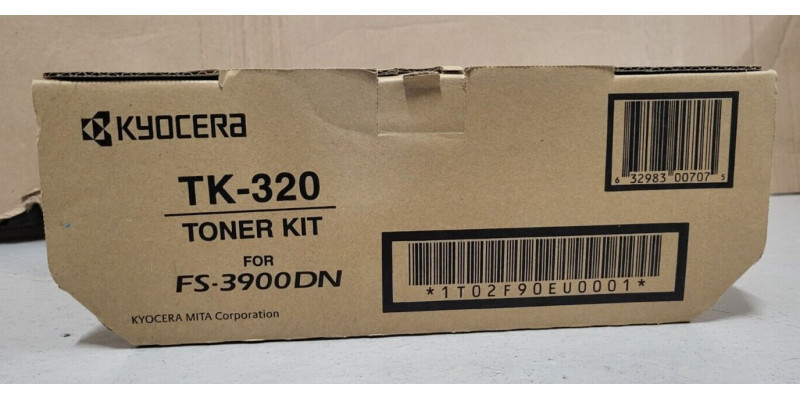 KYOCERA
TK-320
TONER KIT
FOR
FS-3900DN
KYOCERA MITA Corporation
6 32983 00707 5
*1T02F90EU0001*